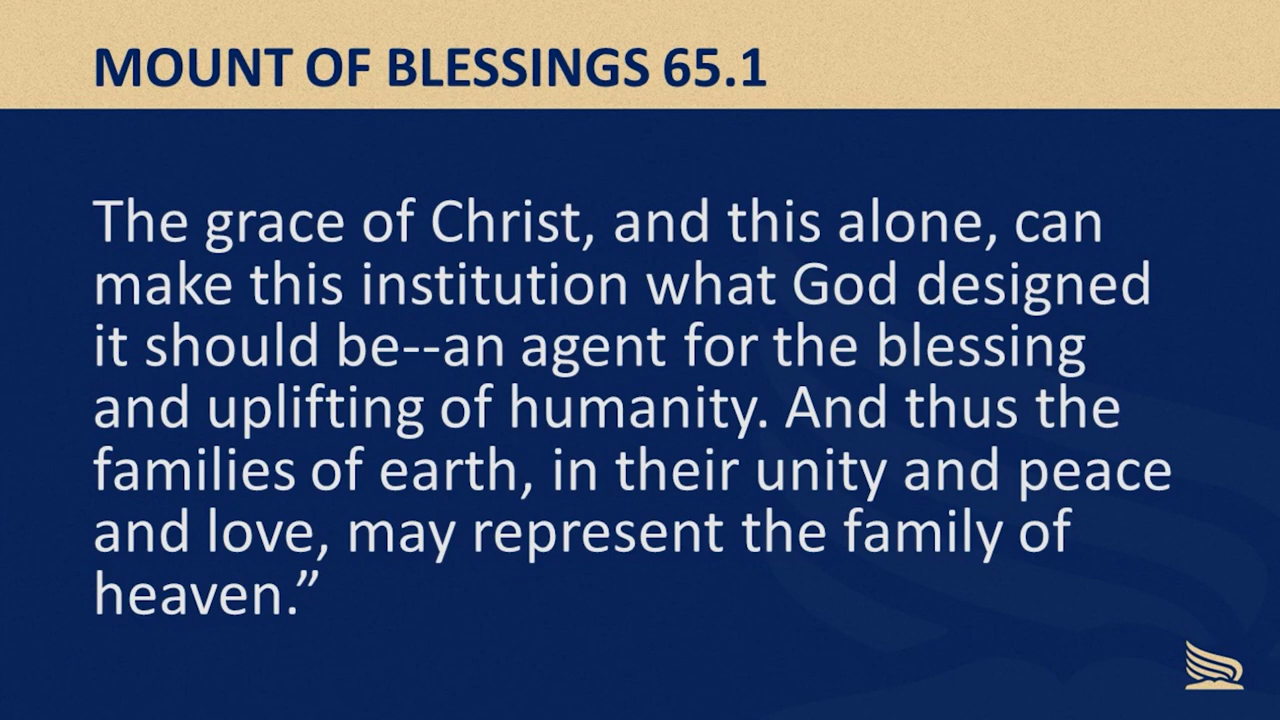 MOUNT OF BLESSINGS 65.1
The grace of Christ, and this alone, can
make this institution what God designed
it should be--an agent for the blessing
and uplifting of humanity. And thus the
families of earth, in their unity and peace
and love, may represent the family of
heaven.”